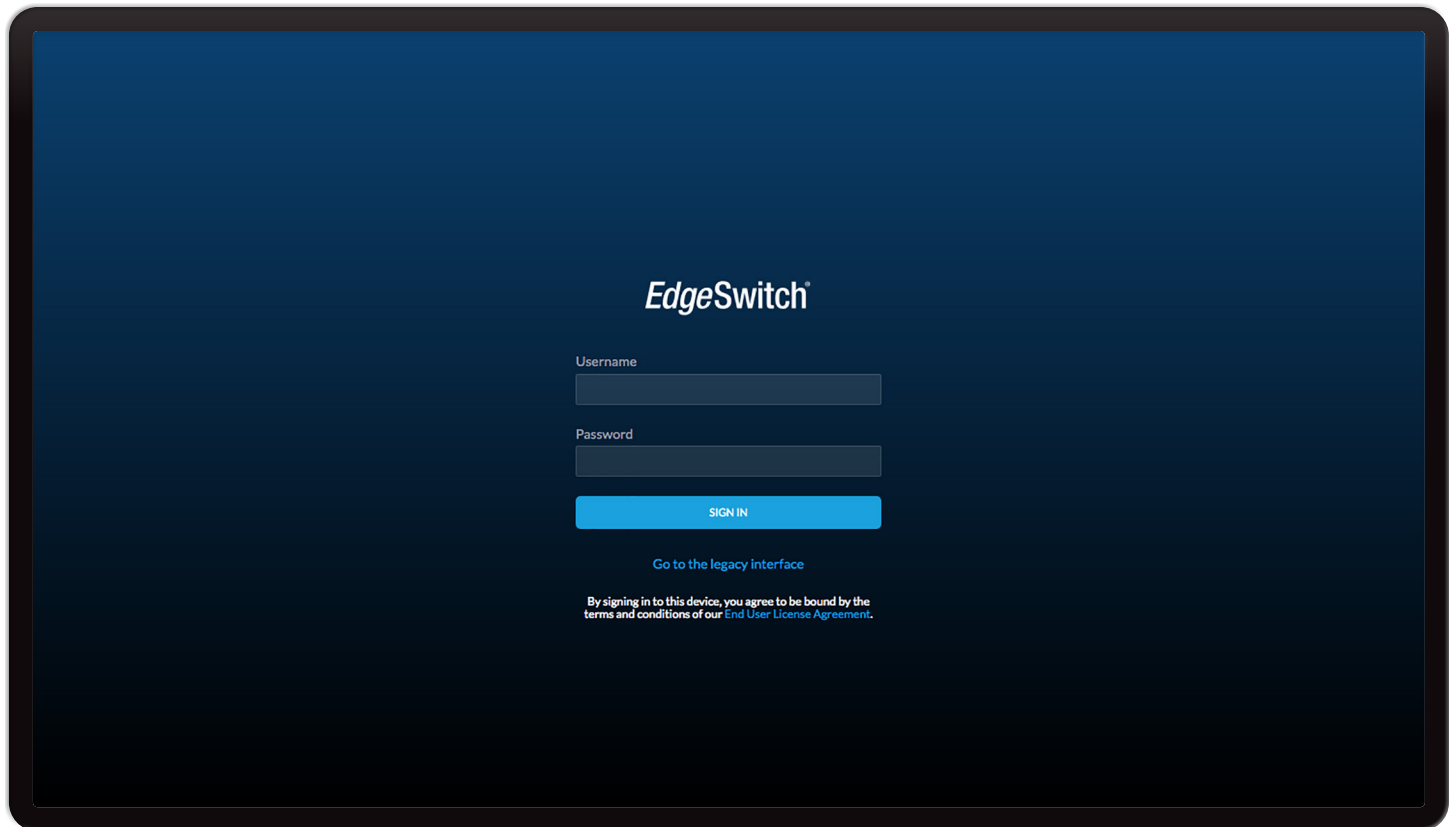 EdgeSwitch®
Username
Password
SIGN IN
Go to the legacy interface
By signing in to this device, you agree to be bound by the
terms and conditions of our End User License Agreement.